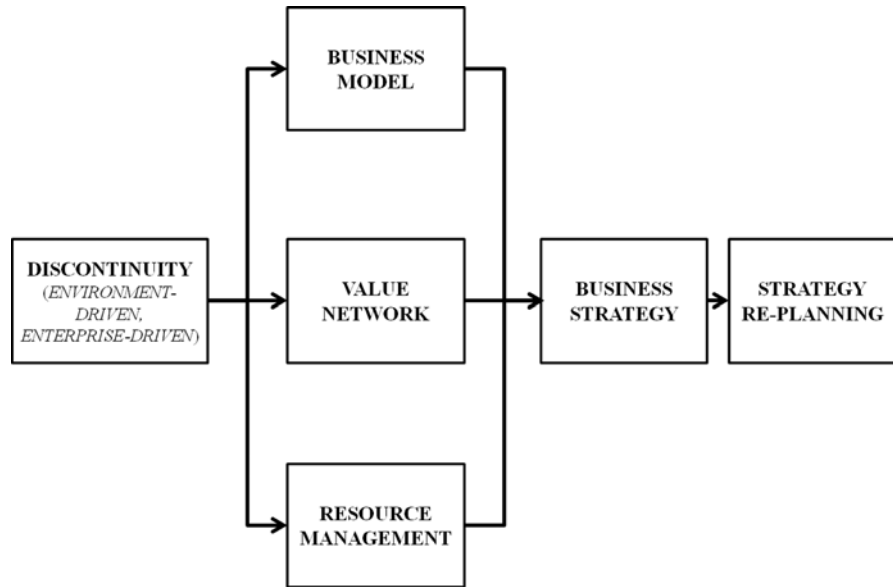 BUSINESS
MODEL
DISCONTINUITY
(ENVIRONMENT-
DRIVEN,
ENTERPRISE-DRIVEN)
VALUE
NETWORK
BUSINESS
STRATEGY
STRATEGY
RE-PLANNING
RESOURCE
MANAGEMENT